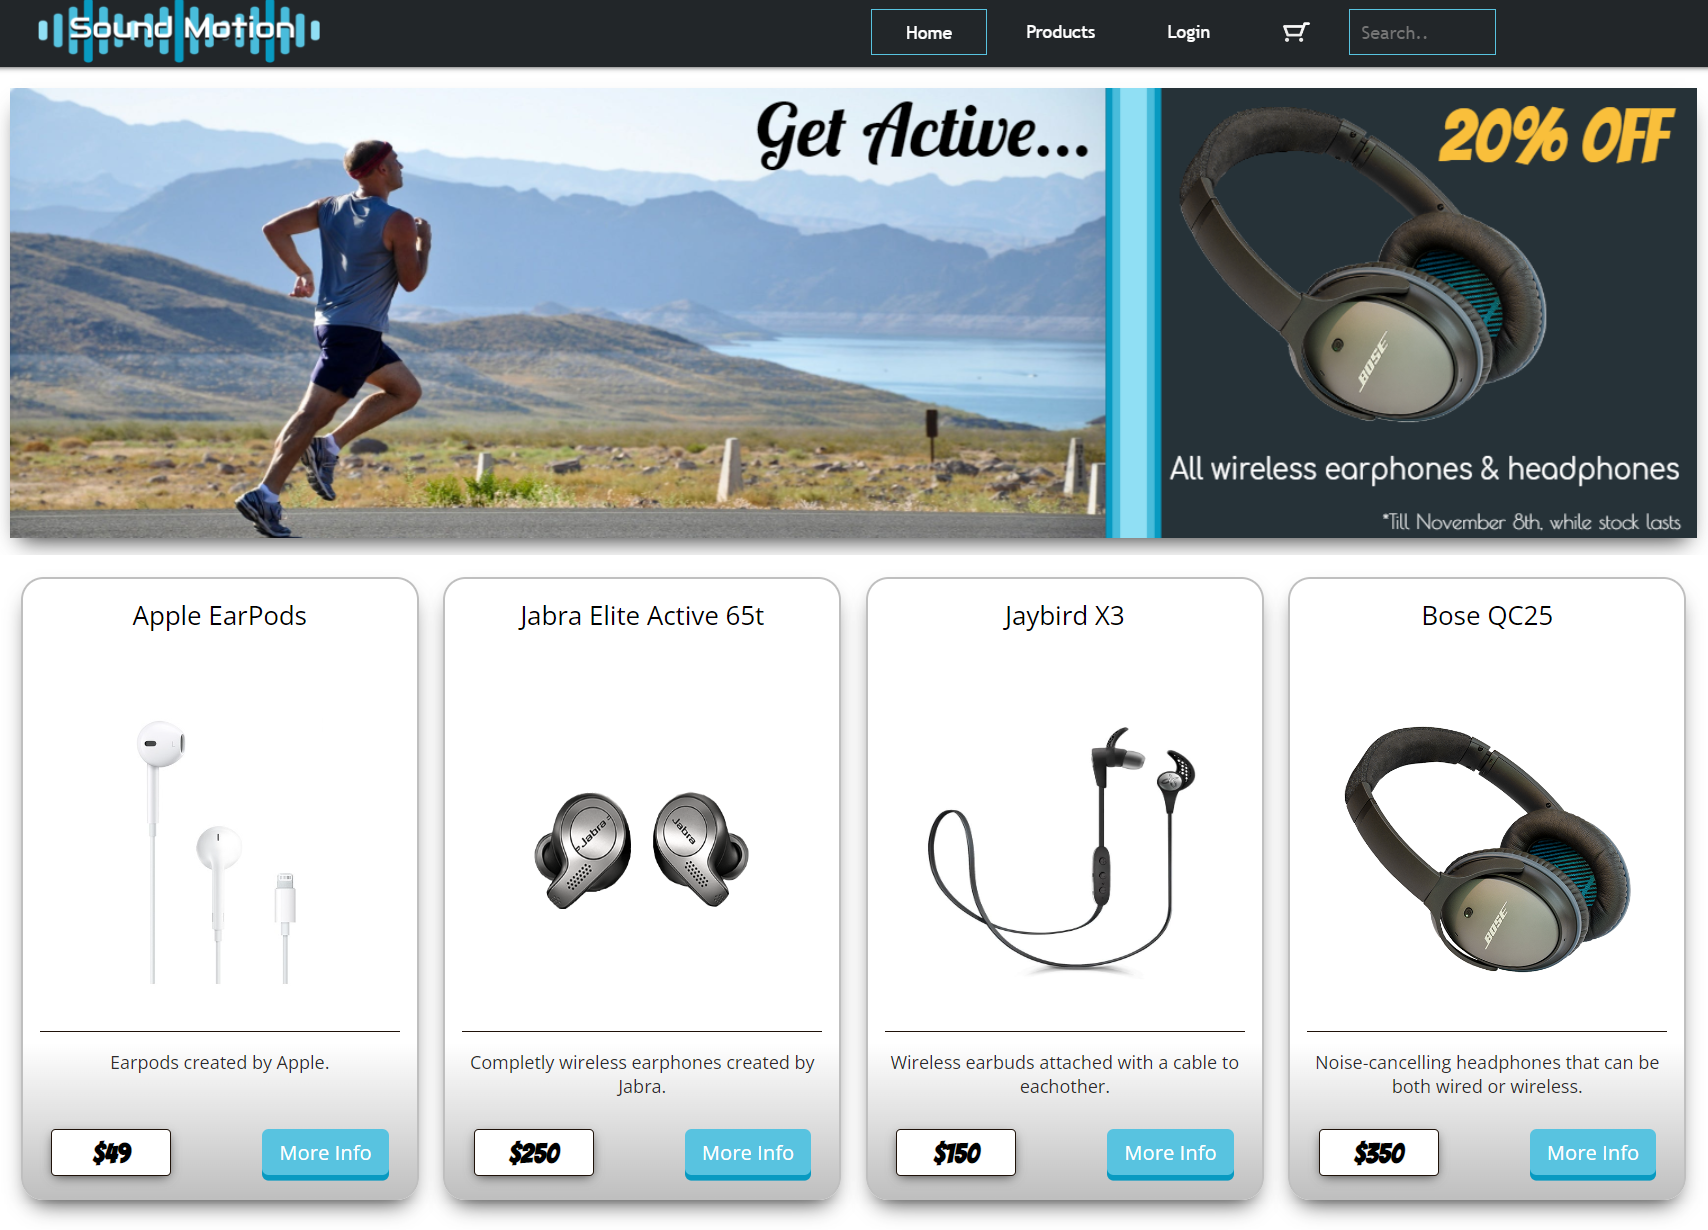 Sound Motion
Home Products Login Search..
Get Active...
20% OFF
BOSE
All wireless earphones & headphones
*Till November 8th, while stock lasts
Apple EarPods
Jabra Elite Active 65t
Jaybird X3
Bose QC25
Jabra
Jabra
BOSE
Earpods created by Apple.
Completly wireless earphones created by
Jabra.
Wireless earbuds attached with a cable to
eachother.
Noise-cancelling headphones that can be
both wired or wireless.
$49
More Info
$250
More Info
$150
More Info
$350
More Info